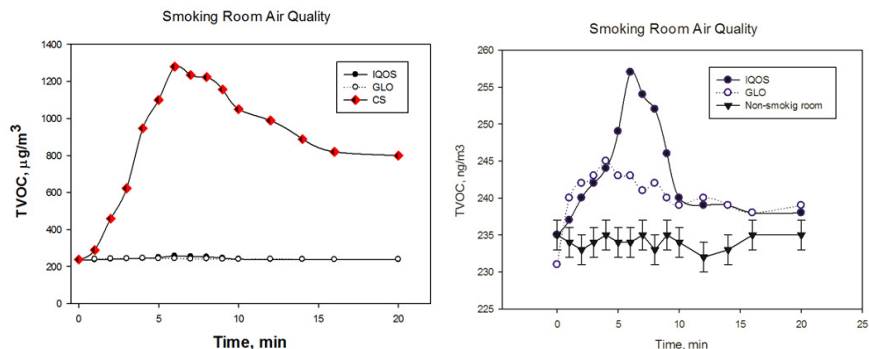 Smoking Room Air Quality
1400
1200
1000
800
600
400
200
0
TVOC, µg/m3
IQOS
GLO
CS
0
5
10
15
20
Time, min
Smoking Room Air Quality
260
255
250
245
240
235
230
225
TVOC, ng/m3
IQOS
GLO
Non-smokig room
0
5
10
15
20
25
Time, min